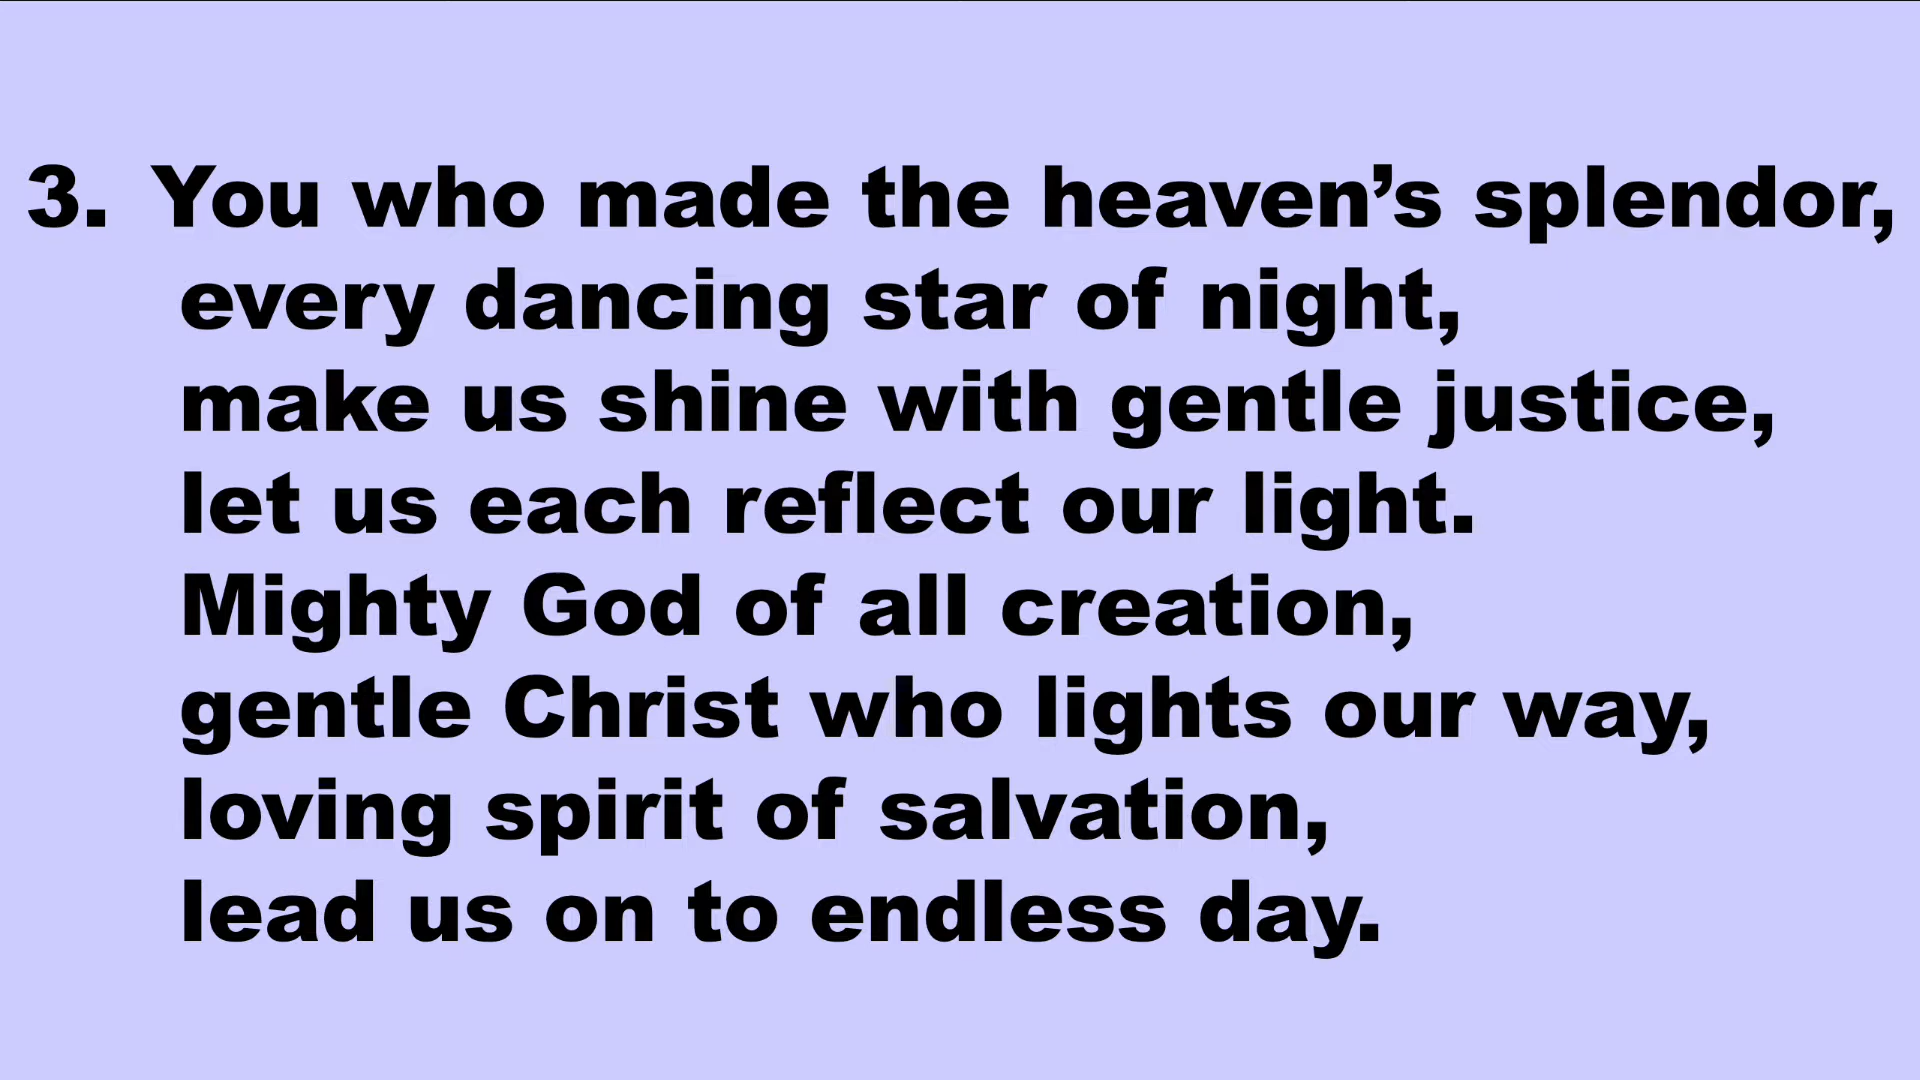 3. You who made the heaven’s splendor,
every dancing star of night,
make us shine with gentle justice,
let us each reflect our light.
Mighty God of all creation,
gentle Christ who lights our way,
loving spirit of salvation,
lead us on to endless day.